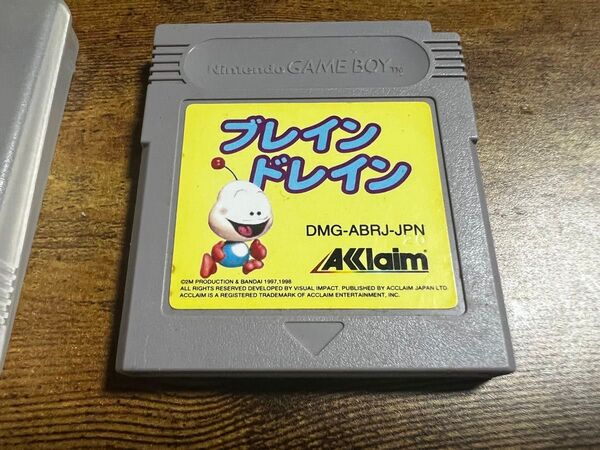 Nintendo GAME BOY™
ブレイン
ドレイン
DMG-ABRJ-JPN
AKklaim
©2M PRODUCTION & BANDAI 1997,1998
ALL RIGHTS RESERVED DEVELOPED BY VISUAL IMPACT. PUBLISHED BY ACCLAIM JAPAN LTD.
ACCLAIM IS A REGISTERED TRADEMARK OF ACCLAIM ENTERTAINMENT, INC.